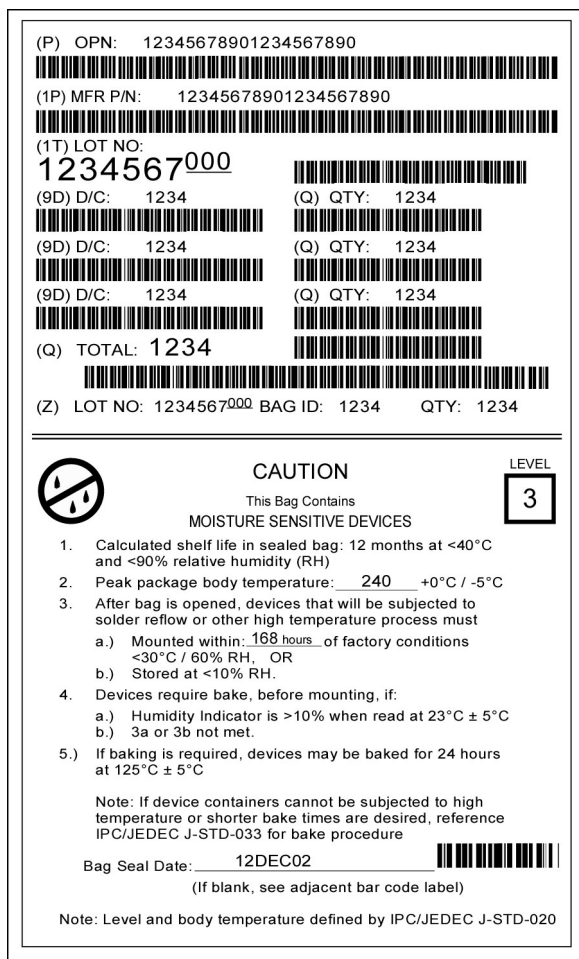 (P) OPN: 12345678901234567890
(1P) MFR P/N: 12345678901234567890
(1T) LOT NO:
1234567000
(9D) D/C: 1234 (Q) QTY: 1234
(9D) D/C: 1234 (Q) QTY: 1234
(9D) D/C: 1234 (Q) QTY: 1234
(Q) TOTAL: 1234
(Z) LOT NO: 1234567000 BAG ID: 1234 QTY: 1234
CAUTION
LEVEL
3
This Bag Contains
MOISTURE SENSITIVE DEVICES
1. Calculated shelf life in sealed bag: 12 months at <40°C
and <90% relative humidity (RH)
2. Peak package body temperature: 240 +0°C / -5°C
3. After bag is opened, devices that will be subjected to
solder reflow or other high temperature process must
a.) Mounted within: 168 hours of factory conditions
<30°C / 60% RH, OR
b.) Stored at <10% RH.
4. Devices require bake, before mounting, if:
a.) Humidity Indicator is >10% when read at 23°C ± 5°C
b.) 3a or 3b not met.
5.) If baking is required, devices may be baked for 24 hours
at 125°C ± 5°C
Note: If device containers cannot be subjected to high
temperature or shorter bake times are desired, reference
IPC/JEDEC J-STD-033 for bake procedure
Bag Seal Date: 12DEC02
(If blank, see adjacent bar code label)
Note: Level and body temperature defined by IPC/JEDEC J-STD-020